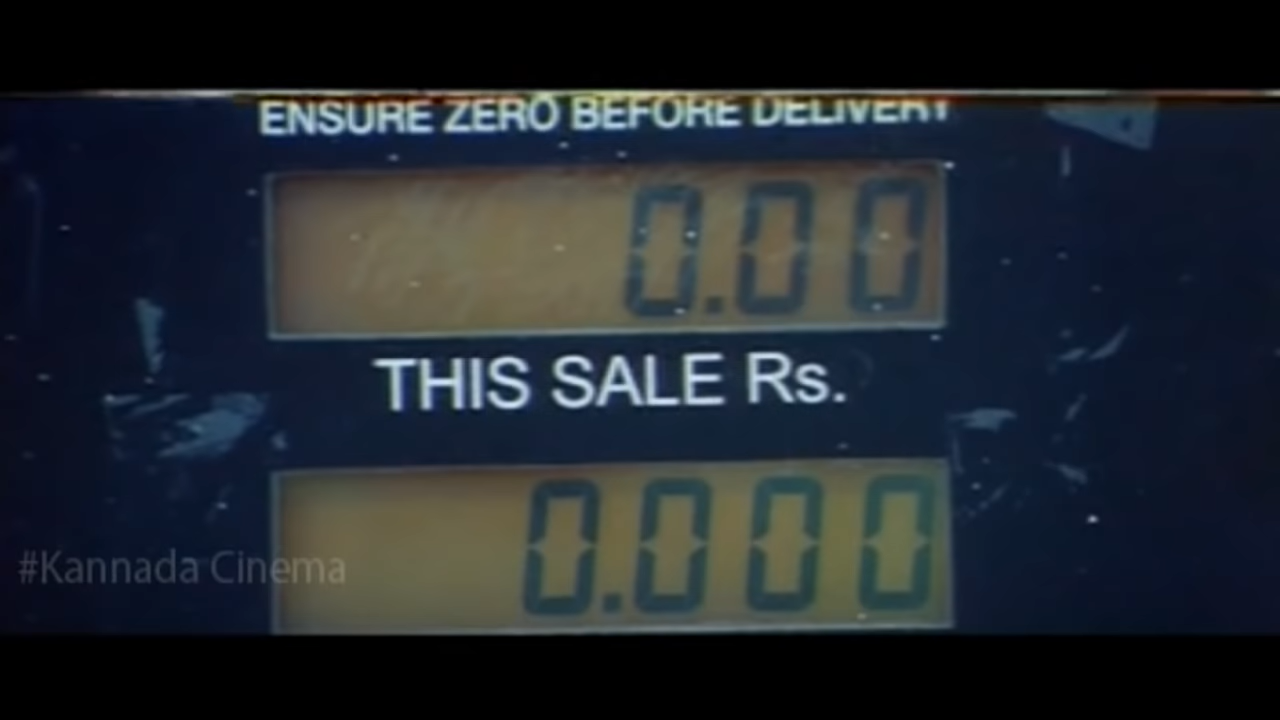 ENSURE ZERO BEFORE DELIVERY
0.00
THIS SALE Rs.
0.000
#Kannada Cinema